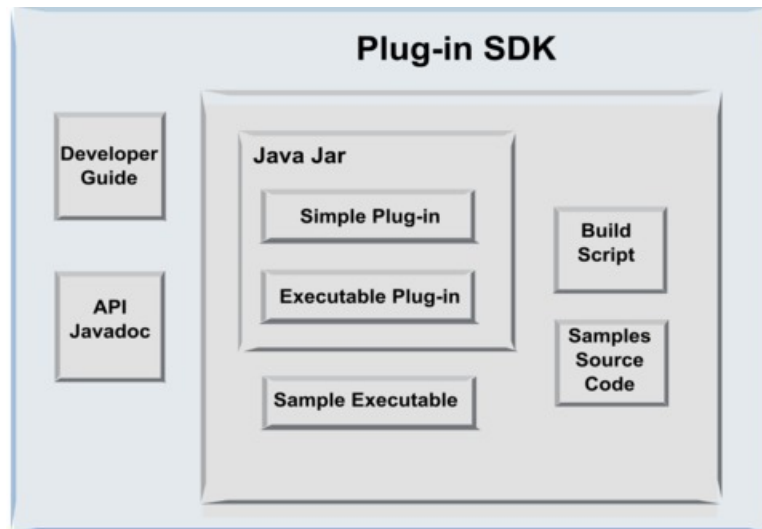 Plug-in SDK
Developer
Guide
API
Javadoc
Java Jar
Simple Plug-in
Executable Plug-in
Sample Executable
Build
Script
Samples
Source
Code